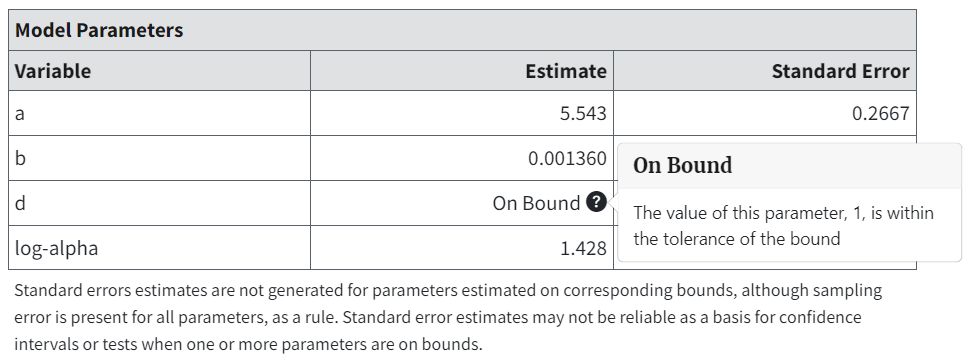 Model Parameters
Variable Estimate Standard Error
a 5.543 0.2667
b 0.001360
d On Bound ?
On Bound
The value of this parameter, 1, is within
the tolerance of the bound
log-alpha 1.428
Standard errors estimates are not generated for parameters estimated on corresponding bounds, although sampling
error is present for all parameters, as a rule. Standard error estimates may not be reliable as a basis for confidence
intervals or tests when one or more parameters are on bounds.